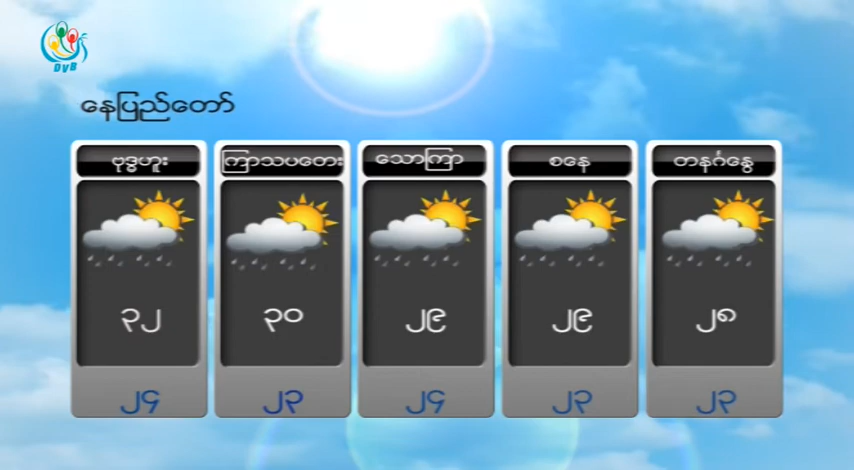 DVB
နေပြည်တော်
ဗုဒ္ဓဟူး ကြာသပတေး သောကြာ စနေ တနင်္ဂနွေ
၃၂ ၃၀ ၂၉ ၂၉ ၂၈
၂၄ ၂၃ ၂၄ ၂၃ ၂၃